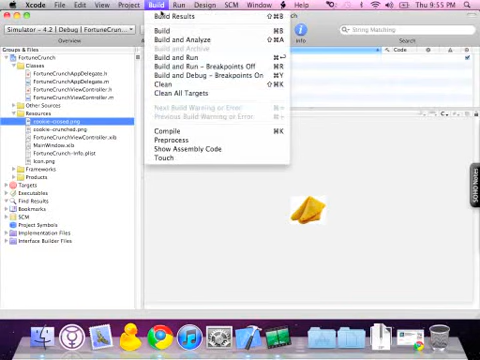 Xcode File Edit View Project Build Run Design SCM Window Help Thu 9:55 PM
Simulator - 4.2 | Debug | FortuneCrunch...
String Matching
Search
Groups & Files
Code
FortuneCrunch
Classes
FortuneCrunchAppDelegate.h
FortuneCrunchAppDelegate.m
FortuneCrunchViewController.h
FortuneCrunchViewController.m
Other Sources
Resources
cookie-closed.png
cookie-crunched.png
FortuneCrunchViewController.xib
MainWindow.xib
FortuneCrunch-Info.plist
icon.png
Frameworks
Products
Targets
Executables
Find Results
Bookmarks
SCM
Project Symbols
Implementation Files
Interface Builder Files
Build Results ⇧⌘B
Build ⌘B
Build and Analyze ⇧⌘A
Build and Archive
Build and Run
Build and Run – Breakpoints Off ⌘R
Build and Debug – Breakpoints On ⌘Y
Clean ⇧⌘K
Clean All Targets
Next Build Warning or Error
Previous Build Warning or Error
Compile ⌘K
Preprocess
Show Assembly Code
Touch
SOHO Notes